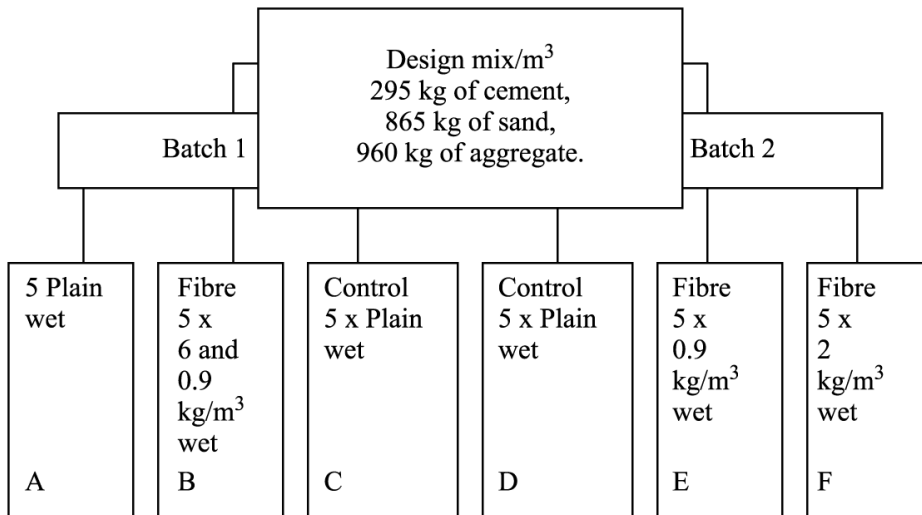 Design mix/m³
295 kg of cement,
865 kg of sand,
960 kg of aggregate.
Batch 1
Batch 2
5 Plain
wet
A
Fibre
5 x
6 and
0.9
kg/m³
wet
B
Control
5 x Plain
wet
C
Control
5 x Plain
wet
D
Fibre
5 x
0.9
kg/m³
wet
E
Fibre
5 x
2
kg/m³
wet
F